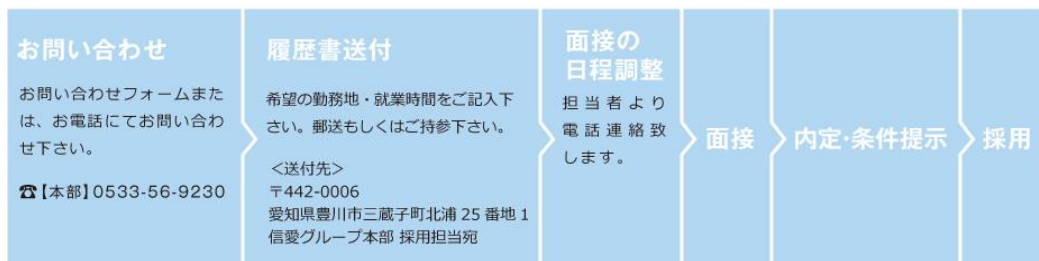 お問い合わせ
お問い合わせフォームまた
は、お電話にてお問い合わ
せ下さい。
☎【本部】0533-56-9230
履歴書送付
希望の勤務地・就業時間をご記入下
さい。郵送もしくはご持参下さい。
<送付先>
〒442-0006
愛知県豊川市三蔵子町北浦 25 番地 1
信愛グループ本部 採用担当宛
面接の
日程調整
担当者より
電話連絡致
します。
面接
内定・条件提示
採用